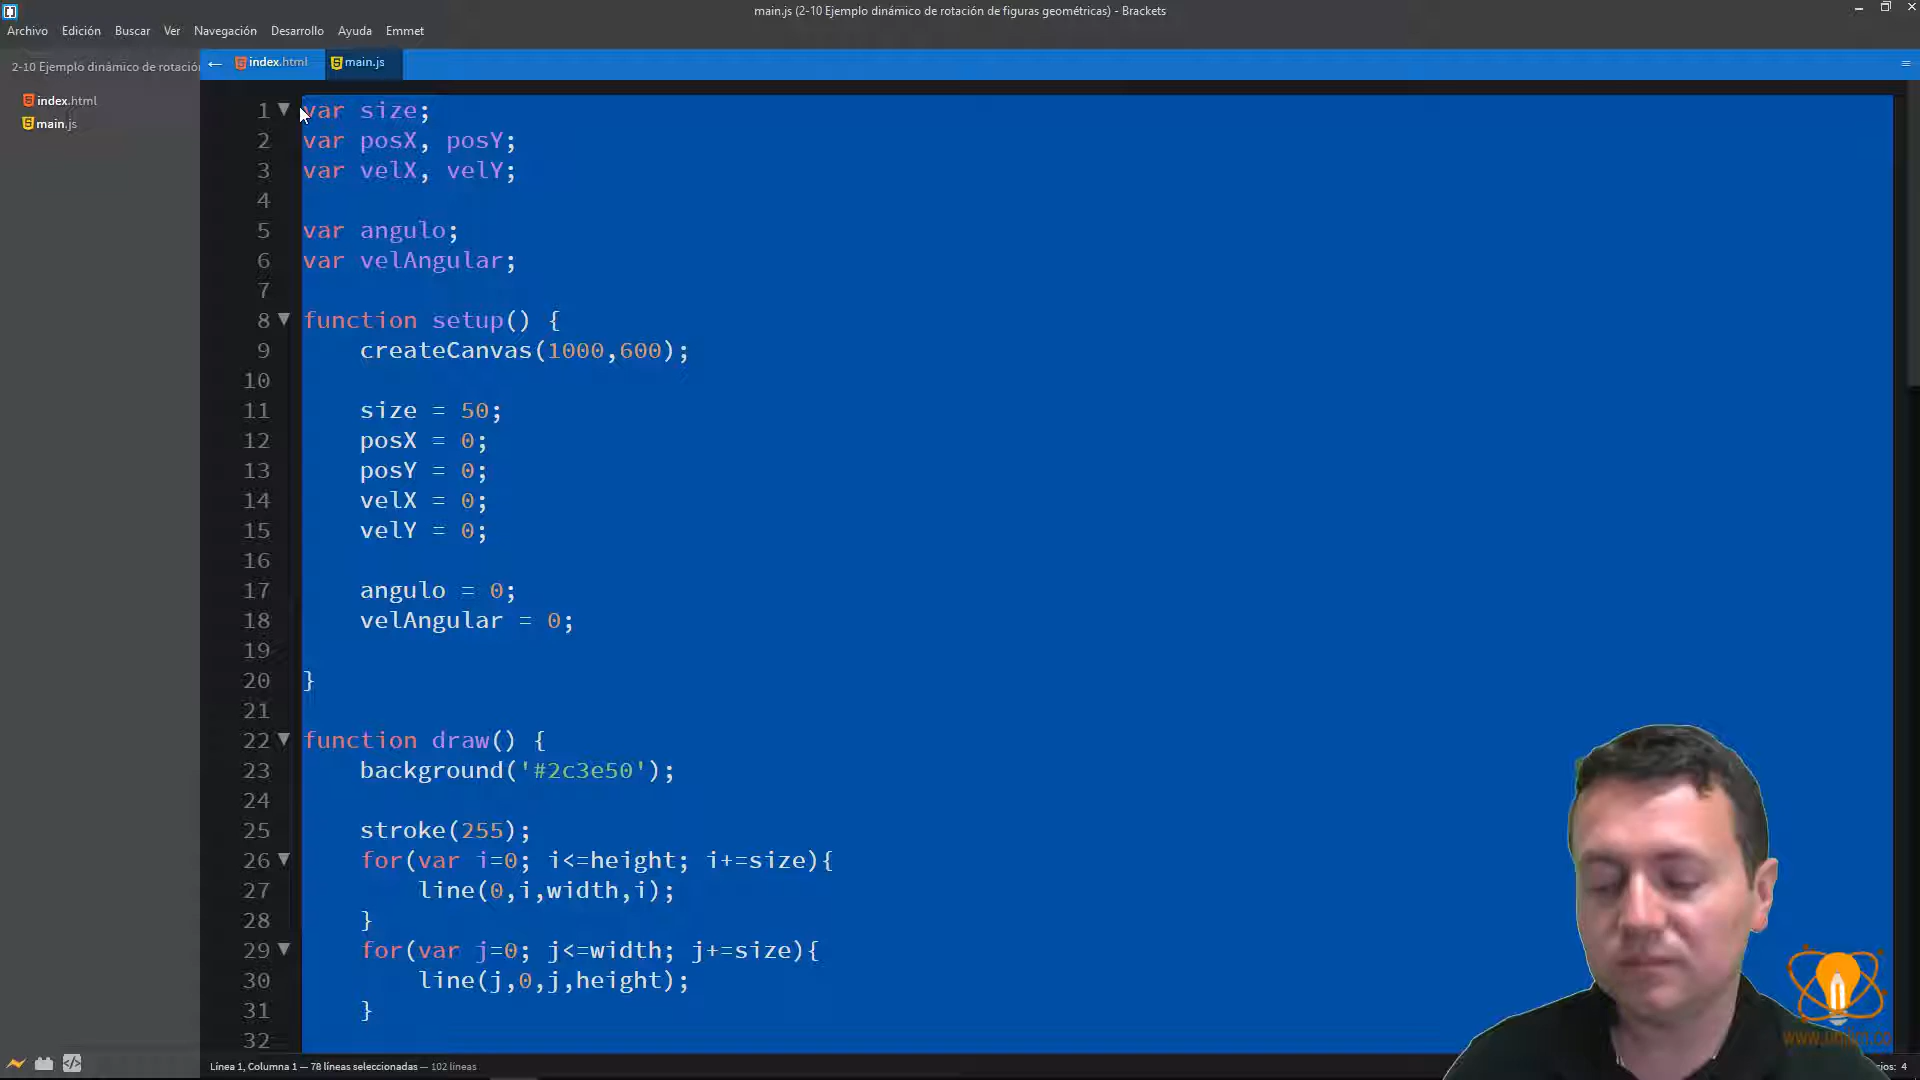 main.js (2-10 Ejemplo dinámico de rotación de figuras geométricas) - Brackets
Archivo Edición Buscar Ver Navegación Desarrollo Ayuda Emmet
2-10 Ejemplo dinámico de rotació
index.html
main.js
← index.html main.js
1 var size;
2 var posX, posY;
3 var velX, velY;
4
5 var angulo;
6 var velAngular;
7
8 function setup() {
9 createCanvas(1000,600);
10
11 size = 50;
12 posX = 0;
13 posY = 0;
14 velX = 0;
15 velY = 0;
16
17 angulo = 0;
18 velAngular = 0;
19
20 }
21
22 function draw() {
23 background('#2c3e50');
24
25 stroke(255);
26 for(var i=0; i<=height; i+=size){
27 line(0,i,width,i);
28 }
29 for(var j=0; j<=width; j+=size){
30 line(j,0,j,height);
31 }
32
Línea 1, Columna 1 — 78 líneas seleccionadas — 102 líneas
4